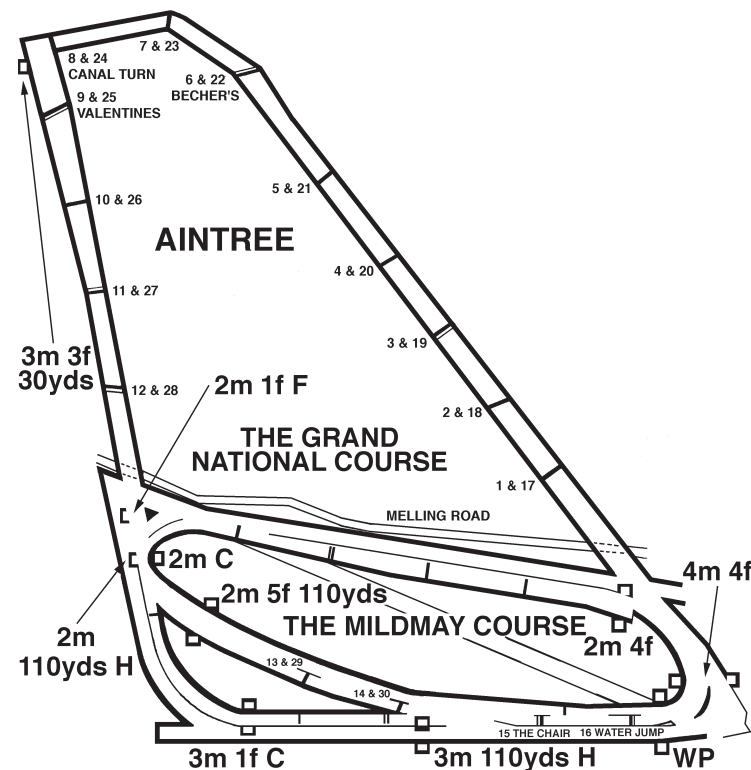 7 & 23
8 & 24
CANAL TURN
6 & 22
BECHER'S
9 & 25
VALENTINES
5 & 21
10 & 26
AINTREE
4 & 20
11 & 27
3 & 19
3m 3f
30yds
12 & 28
2m 1f F
2 & 18
THE GRAND
NATIONAL COURSE
1 & 17
MELLING ROAD
2m C
4m 4f
2m 5f 110yds
THE MILDMAY COURSE
2m 4f
2m
110yds H
13 & 29
14 & 30
15 THE CHAIR
16 WATER JUMP
3m 1f C
3m 110yds H
WP